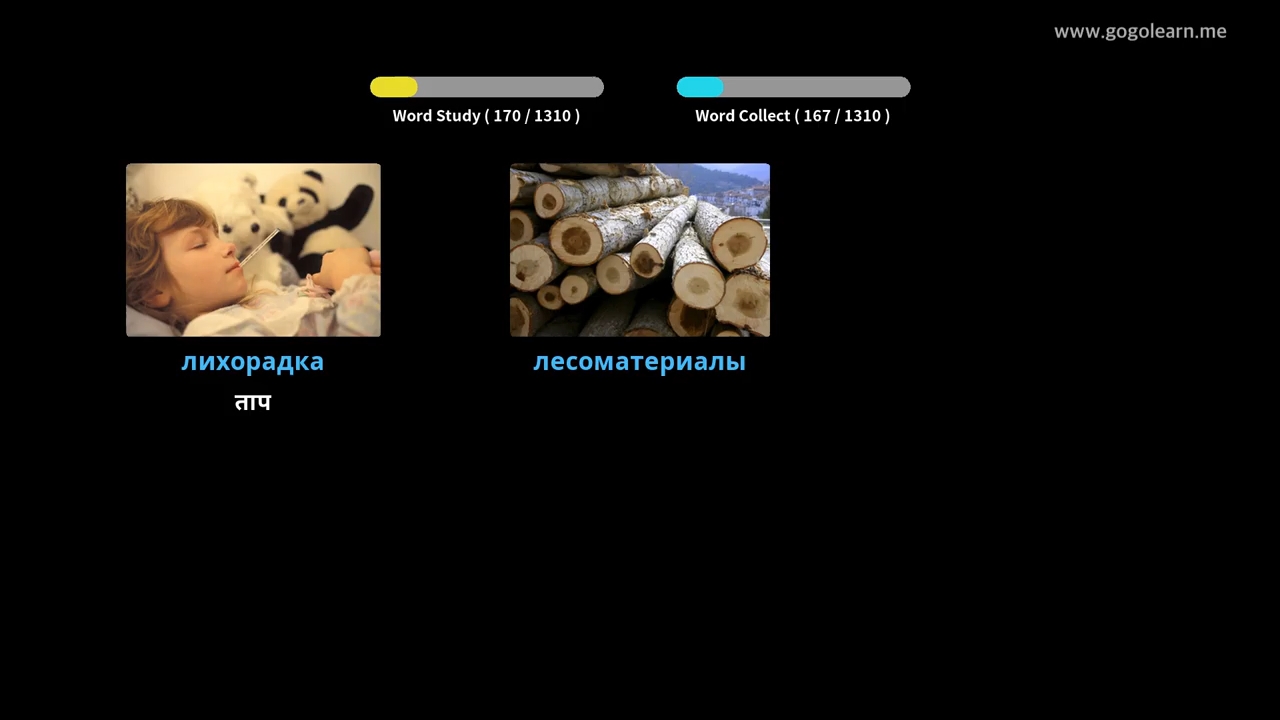 www.gogolearn.me
Word Study ( 170 / 1310 )
Word Collect ( 167 / 1310 )
лихорадка
ताप
лесоматериалы